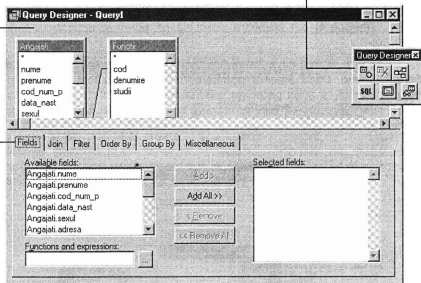 Query Designer - Query1
Angajati
*
nume
prenume
cod_num_p
data_nast
sexul
Functii
*
cod
denumire
studii
Query Designer
SQL
Fields
Join
Filter
Order By
Group By
Miscellaneous
Available fields:
Angajati.nume
Angajati.prenume
Angajati.cod_num_p
Angajati.data_nast
Angajati.sexul
Angajati.adresa
Functions and expressions:
...
Add >
Add All >>
< Remove
<< Remove All
Selected fields: